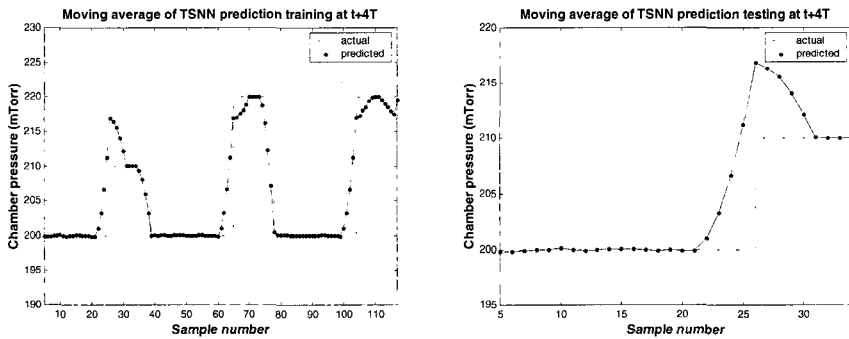 Moving average of TSNN prediction training at t+4T
230
225
220
215
210
205
200
195
190
Chamber pressure (mTorr)
actual
predicted
10 20 30 40 50 60 70 80 90 100 110
Sample number
Moving average of TSNN prediction testing at t+4T
220
215
210
205
200
195
Chamber pressure (mTorr)
actual
predicted
5 10 15 20 25 30
Sample number